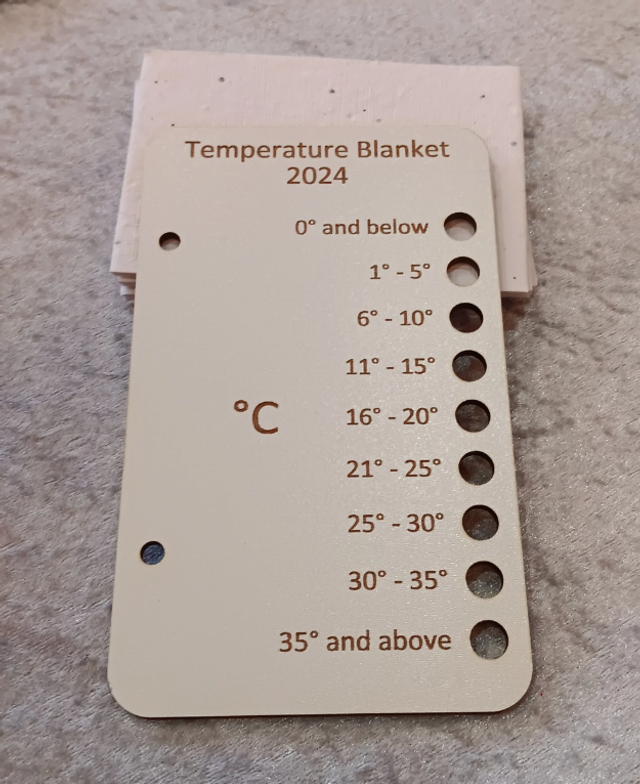 Temperature Blanket
2024
0° and below
1° - 5°
6° - 10°
11° - 15°
°C
16° - 20°
21° - 25°
25° - 30°
30° - 35°
35° and above